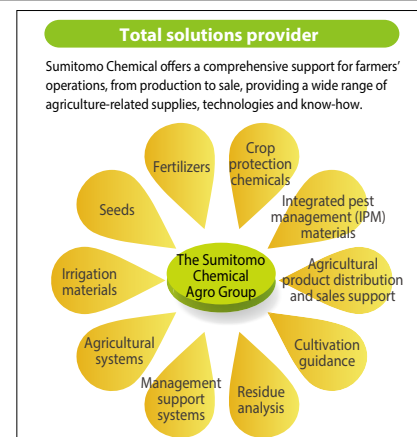 Total solutions provider
Sumitomo Chemical offers a comprehensive support for farmers'
operations, from production to sale, providing a wide range of
agriculture-related supplies, technologies and know-how.
Fertilizers
Crop
protection
chemicals
Seeds
Integrated pest
management (IPM)
materials
The Sumitomo
Chemical
Agro Group
Irrigation
materials
Agricultural
product distribution
and sales support
Agricultural
systems
Cultivation
guidance
Management
support
systems
Residue
analysis